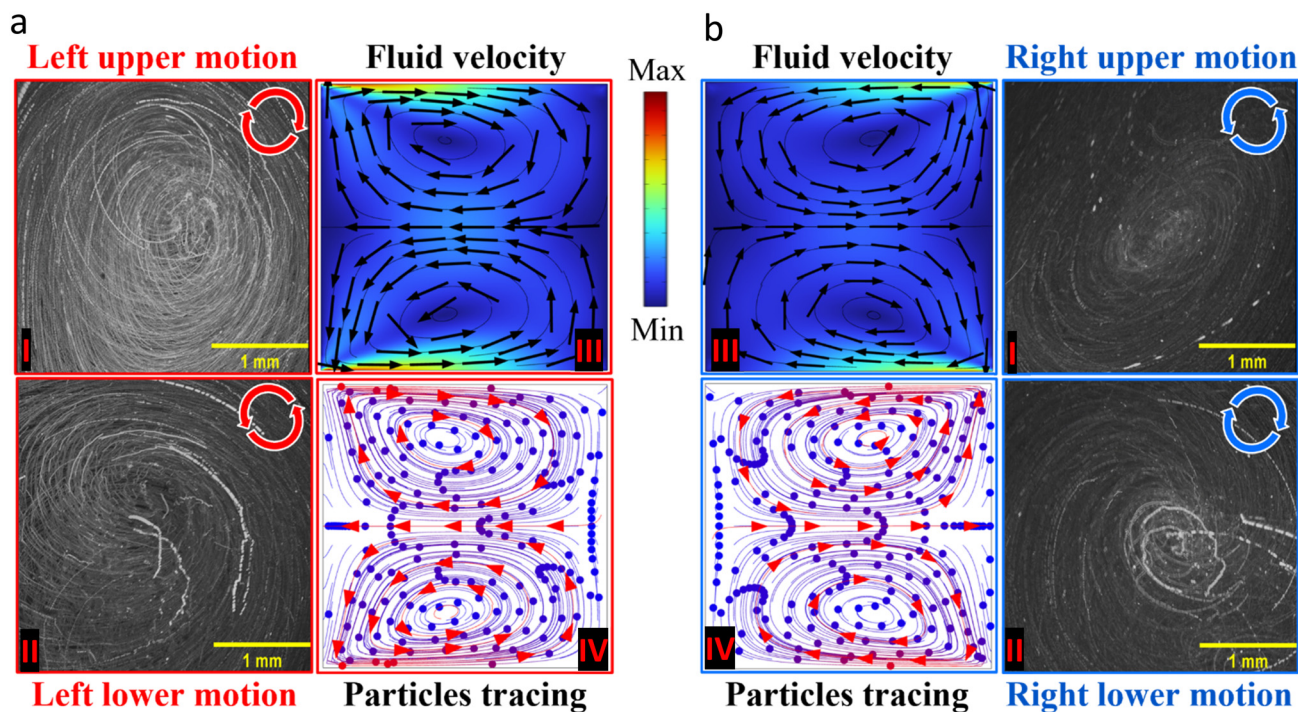 a
b
Left upper motion
Fluid velocity
Max
Min
Fluid velocity
Right upper motion
I
1 mm
III
III
I
1 mm
II
1 mm
IV
IV
II
1 mm
Left lower motion
Particles tracing
Particles tracing
Right lower motion